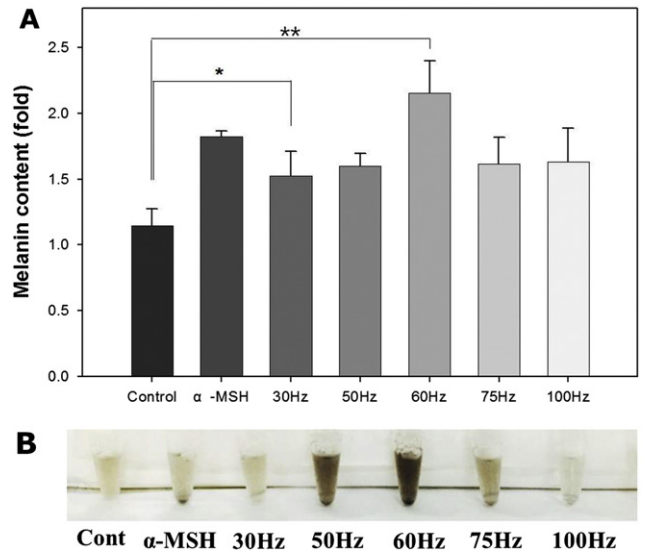 A
Melanin content (fold)
2.5
2.0
1.5
1.0
0.5
0.0
**
*
Control α -MSH 30Hz 50Hz 60Hz 75Hz 100Hz
B
Cont α-MSH 30Hz 50Hz 60Hz 75Hz 100Hz